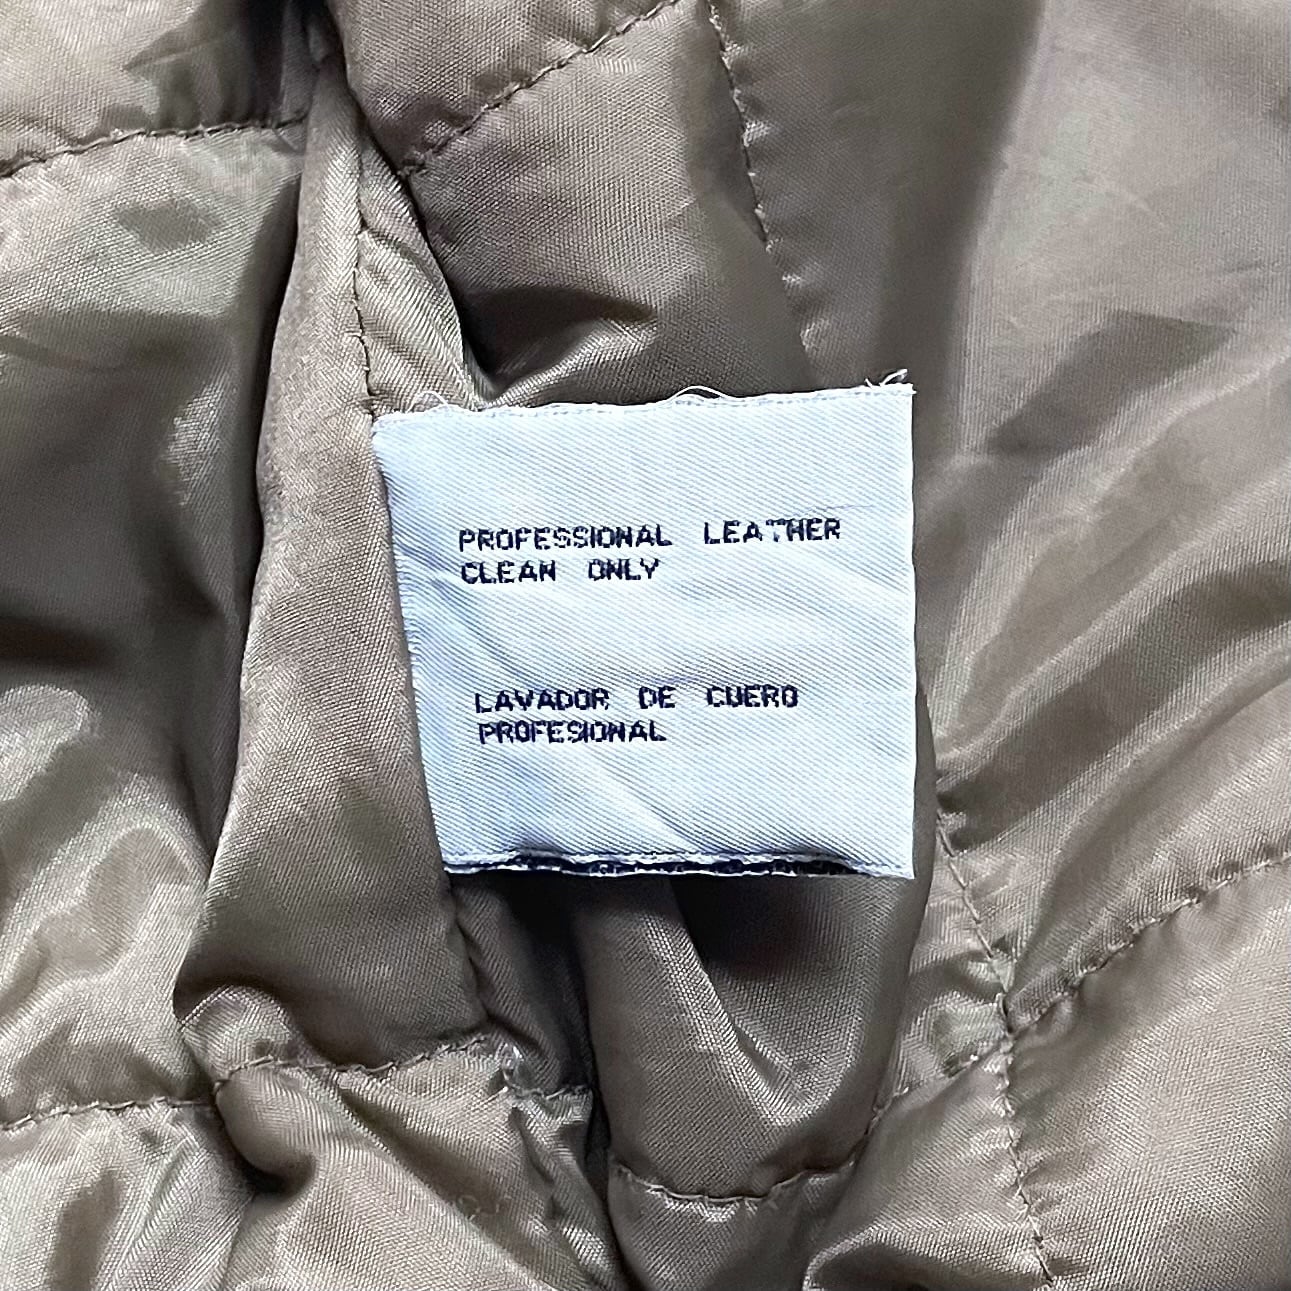 PROFESSIONAL LEATHER
CLEAN ONLY
LAVADOR DE CUERO
PROFESIONAL